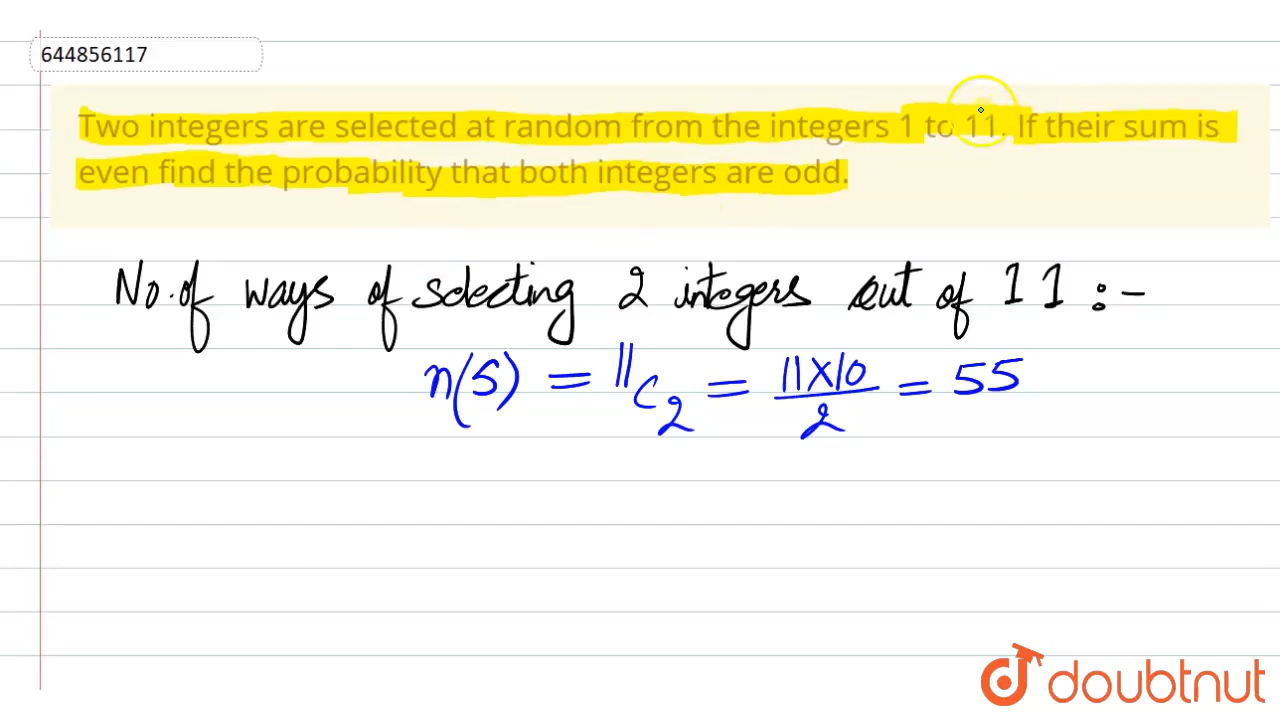 644856117
Two integers are selected at random from the integers 1 to 11. If their sum is
even find the probability that both integers are odd.
No. of ways of selecting 2 integers out of 11 :-
n(S) = ¹¹C₂ = 11×10/2 = 55
doubtnut